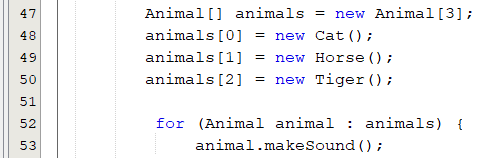 47 Animal[] animals = new Animal[3];
48 animals[0] = new Cat();
49 animals[1] = new Horse();
50 animals[2] = new Tiger();
51
52 for (Animal animal : animals) {
53 animal.makeSound();